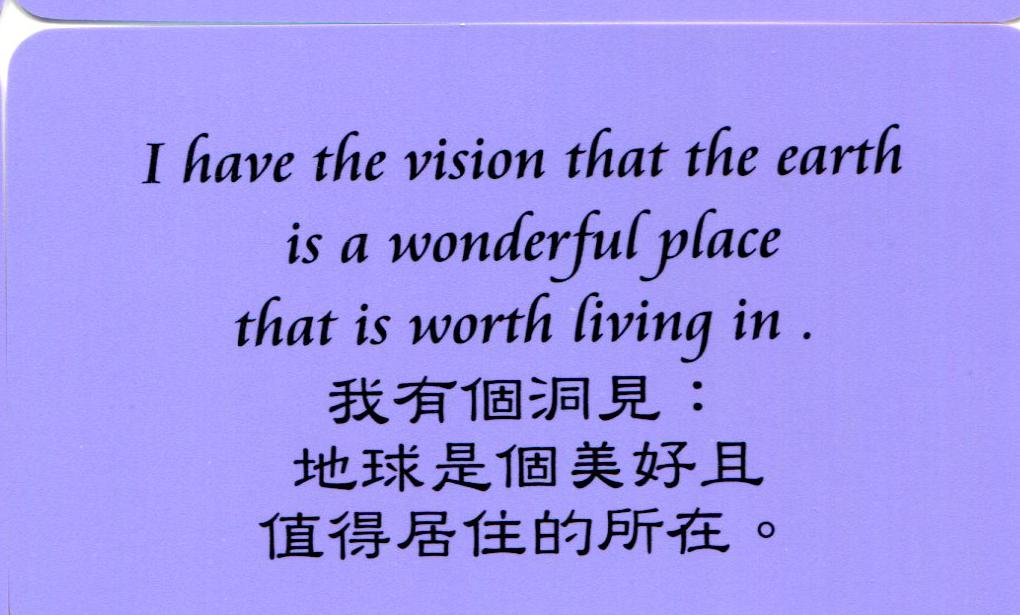 I have the vision that the earth
is a wonderful place
that is worth living in .
我有個洞見：
地球是個美好且
值得居住的所在。